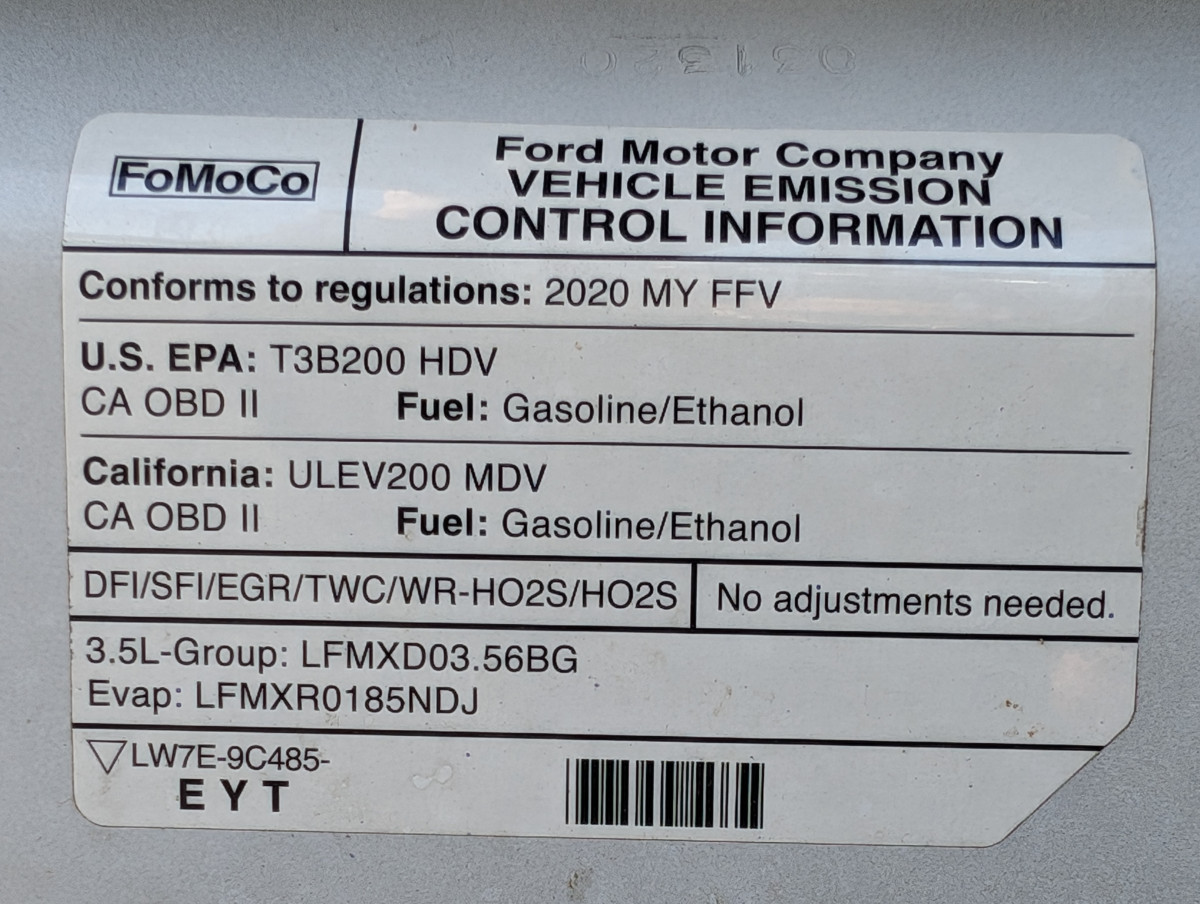 031320
FoMoCo
Ford Motor Company
VEHICLE EMISSION
CONTROL INFORMATION
Conforms to regulations: 2020 MY FFV
U.S. EPA: T3B200 HDV
CA OBD II Fuel: Gasoline/Ethanol
California: ULEV200 MDV
CA OBD II Fuel: Gasoline/Ethanol
DFI/SFI/EGR/TWC/WR-HO2S/HO2S
No adjustments needed.
3.5L-Group: LFMXD03.56BG
Evap: LFMXR0185NDJ
LW7E-9C485-
EYT